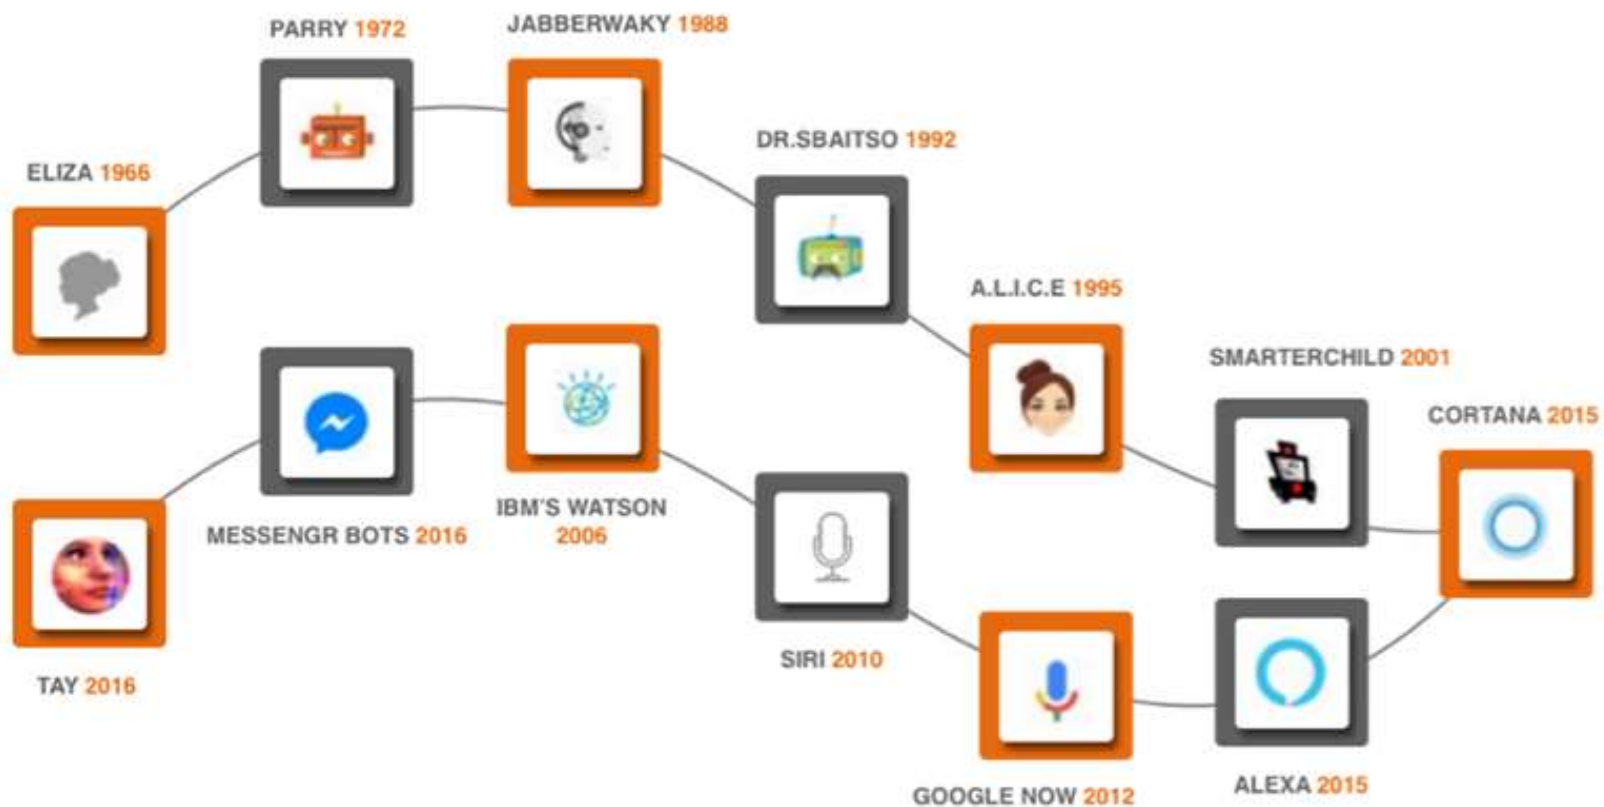 PARRY 1972
JABBERWAKY 1988
ELIZA 1966
DR.SBAITSO 1992
A.L.I.C.E 1995
SMARTERCHILD 2001
CORTANA 2015
MESSENGR BOTS 2016
IBM'S WATSON
2006
TAY 2016
SIRI 2010
GOOGLE NOW 2012
ALEXA 2015